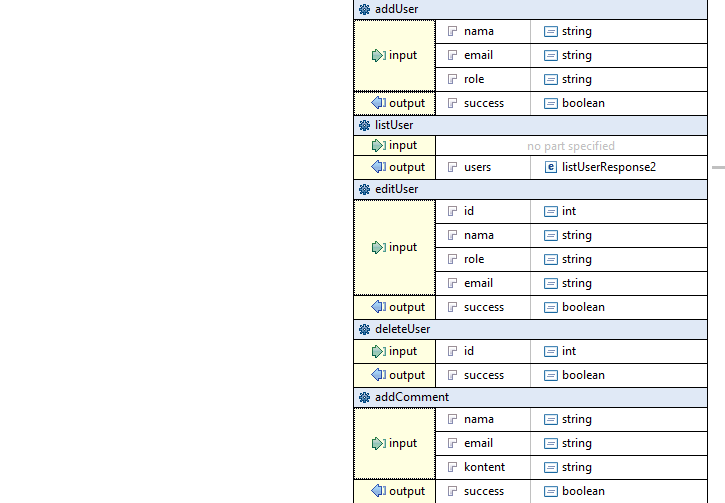 addUser
input
nama string
email string
role string
output success boolean
listUser
input no part specified
output users e listUserResponse2
editUser
input
id int
nama string
role string
email string
output success boolean
deleteUser
input id int
output success boolean
addComment
input
nama string
email string
kontent string
output success boolean